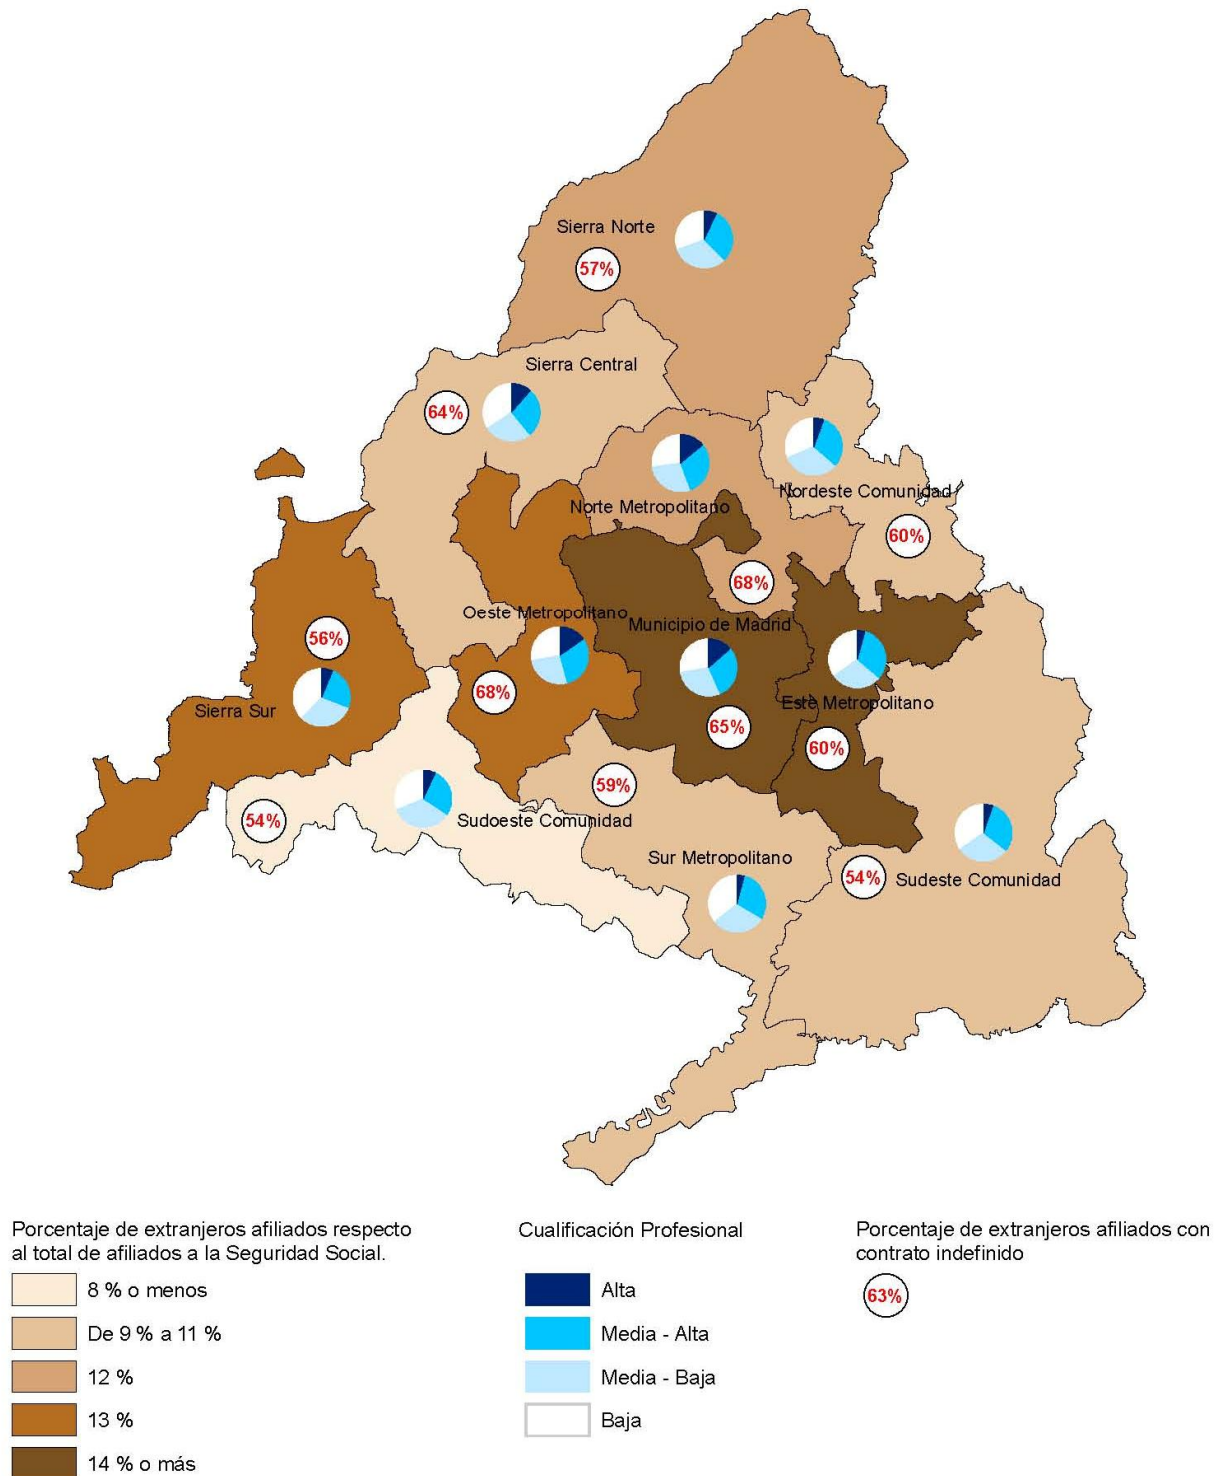 Sierra Norte
57%
Sierra Central
64%
Nordeste Comunidad
60%
Norte Metropolitano
68%
Oeste Metropolitano
68%
Municipio de Madrid
65%
Este Metropolitano
60%
56%
Sierra Sur
54%
Sudoeste Comunidad
59%
Sur Metropolitano
54%
Sudeste Comunidad
Porcentaje de extranjeros afiliados respecto
al total de afiliados a la Seguridad Social.
8 % o menos
De 9 % a 11 %
12 %
13 %
14 % o más
Cualificación Profesional
Alta
Media - Alta
Media - Baja
Baja
Porcentaje de extranjeros afiliados con
contrato indefinido
63%